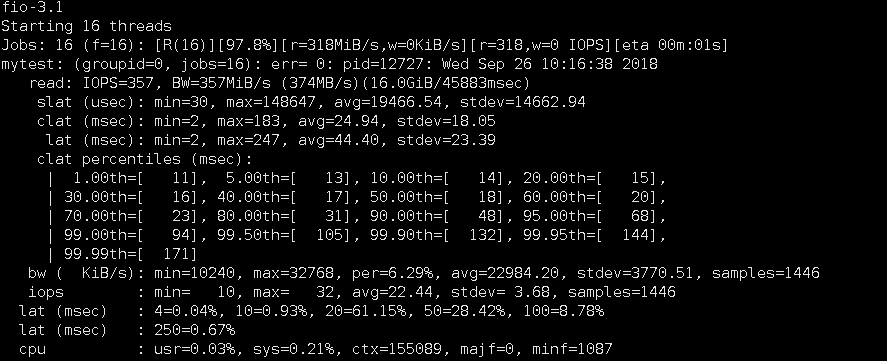 fio-3.1
Starting 16 threads
Jobs: 16 (f=16): [R(16)][97.8%][r=318MiB/s,w=0KiB/s][r=318,w=0 IOPS][eta 00m:01s]
mytest: (groupid=0, jobs=16): err= 0: pid=12727: Wed Sep 26 10:16:38 2018
read: IOPS=357, BW=357MiB/s (374MB/s)(16.0GiB/45883msec)
slat (usec): min=30, max=148647, avg=19466.54, stdev=14662.94
clat (msec): min=2, max=183, avg=24.94, stdev=18.05
lat (msec): min=2, max=247, avg=44.40, stdev=23.39
clat percentiles (msec):
| 1.00th=[ 11], 5.00th=[ 13], 10.00th=[ 14], 20.00th=[ 15],
| 30.00th=[ 16], 40.00th=[ 17], 50.00th=[ 18], 60.00th=[ 20],
| 70.00th=[ 23], 80.00th=[ 31], 90.00th=[ 48], 95.00th=[ 68],
| 99.00th=[ 94], 99.50th=[ 105], 99.90th=[ 132], 99.95th=[ 144],
| 99.99th=[ 171]
bw ( KiB/s): min=10240, max=32768, per=6.29%, avg=22984.20, stdev=3770.51, samples=1446
iops : min= 10, max= 32, avg=22.44, stdev= 3.68, samples=1446
lat (msec) : 4=0.04%, 10=0.93%, 20=61.15%, 50=28.42%, 100=8.78%
lat (msec) : 250=0.67%
cpu : usr=0.03%, sys=0.21%, ctx=155089, majf=0, minf=1087